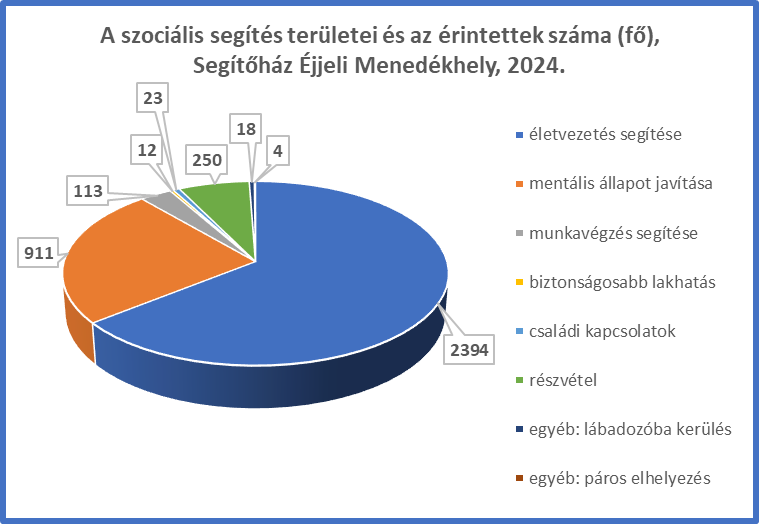 A szociális segítés területei és az érintettek száma (fő),
Segítőház Éjjeli Menedékhely, 2024.
23
18
12
250
4
113
911
2394
életvezetés segítése
mentális állapot javítása
munkavégzés segítése
biztonságosabb lakhatás
családi kapcsolatok
részvétel
egyéb: lábadozóba kerülés
egyéb: páros elhelyezés